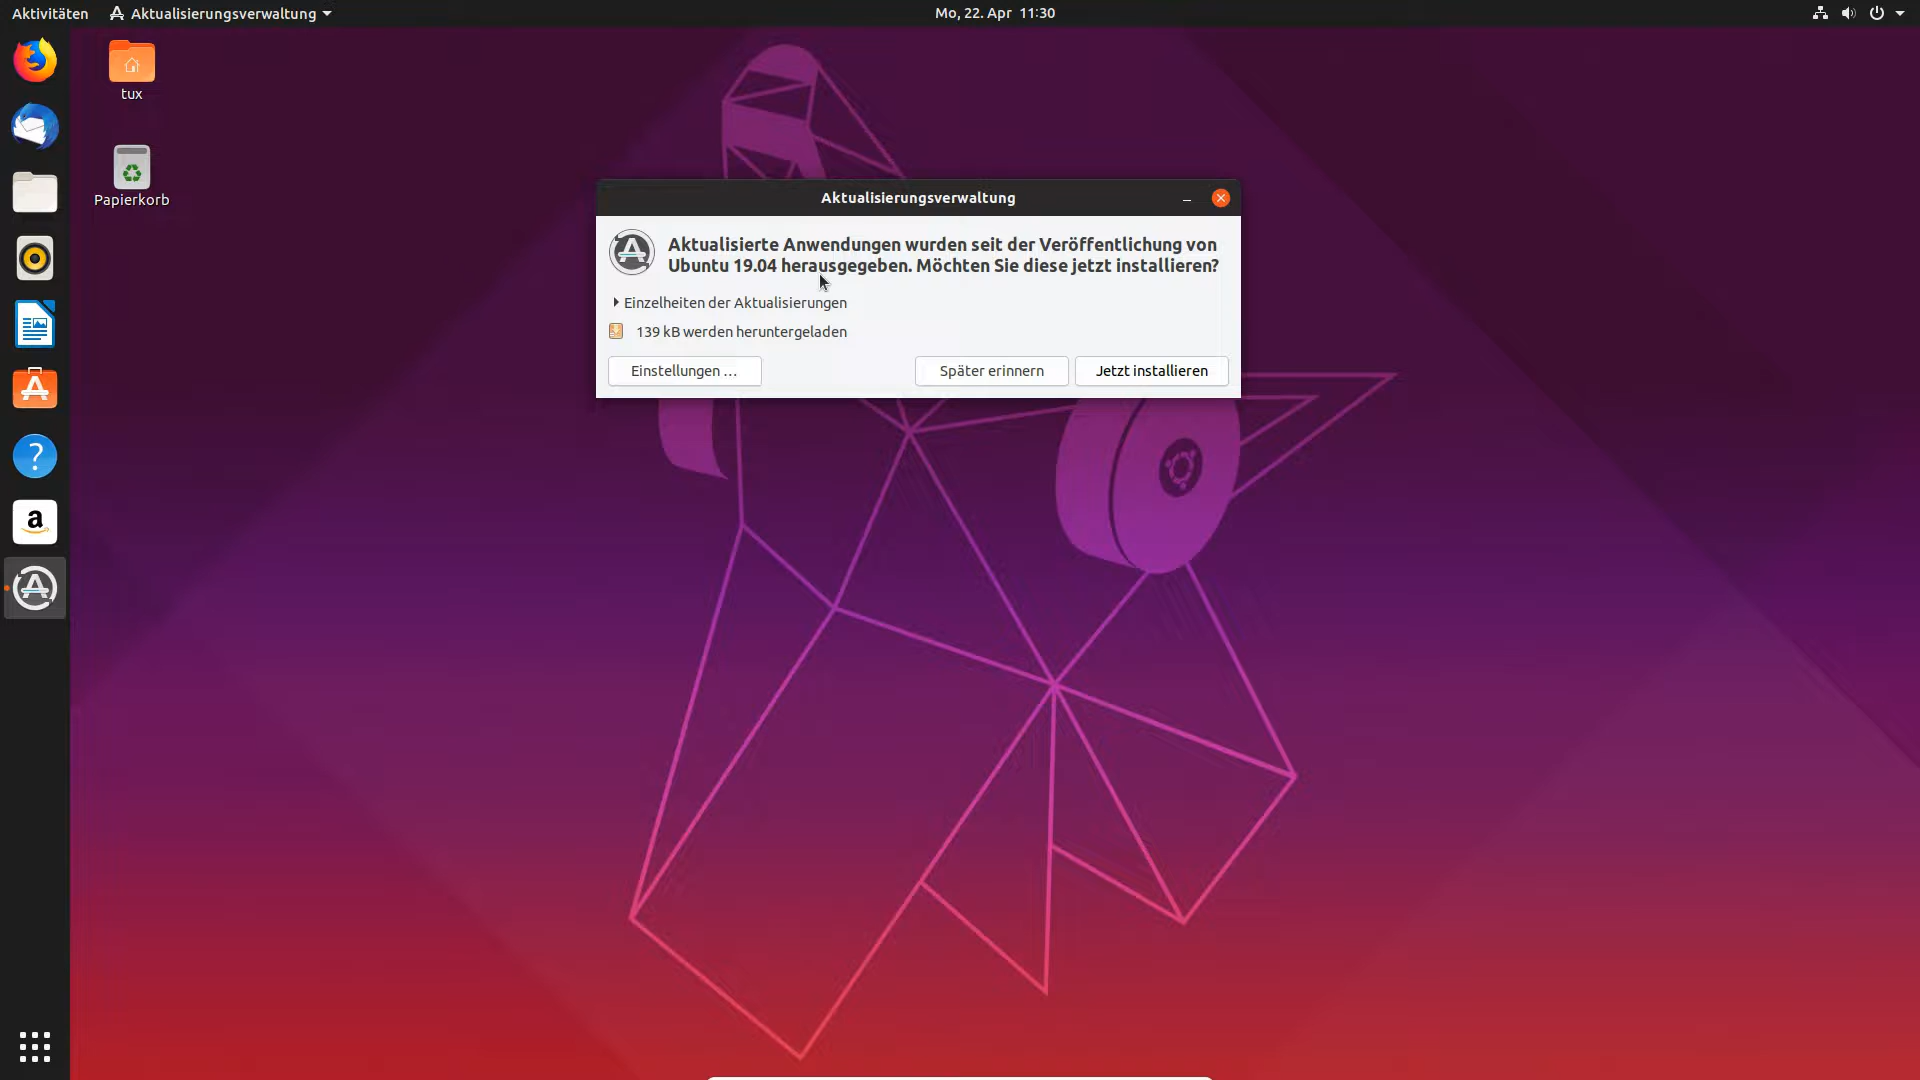 Aktivitäten
Aktualisierungsverwaltung
Mo, 22. Apr 11:30
tux
Papierkorb
Aktualisierungsverwaltung
Aktualisierte Anwendungen wurden seit der Veröffentlichung von
Ubuntu 19.04 herausgegeben. Möchten Sie diese jetzt installieren?
Einzelheiten der Aktualisierungen
139 kB werden heruntergeladen
Einstellungen …
Später erinnern
Jetzt installieren
?
a